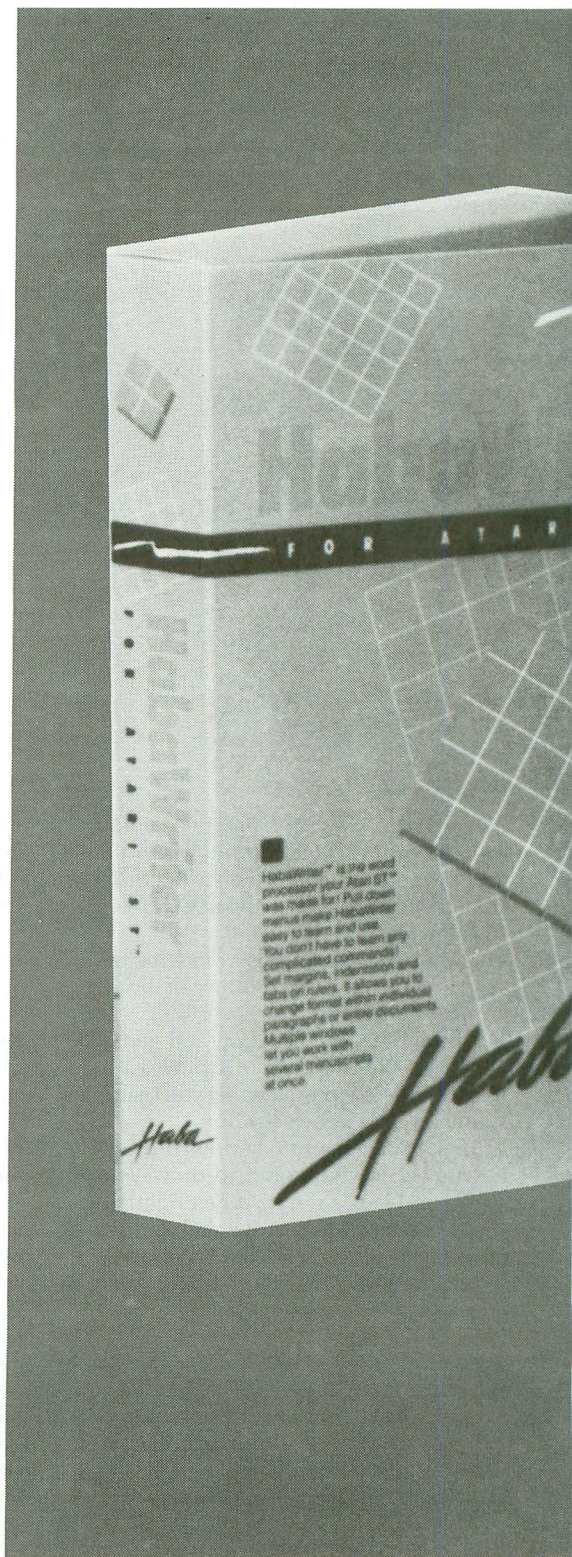 HabaW
FOR ATAR
HabaWriter
FOR ATARI ST™
HabaWriter™ is the word
processor your Atari ST™
was made for! Pull down
menus make HabaWriter
easy to learn and use.
You don't have to learn any
complicated commands!
Set margins, indentation and
tabs on rulers. It allows you to
change format within individual
paragraphs or entire documents.
Multiple windows
let you work with
several manuscripts
at once.
Haba
Haba